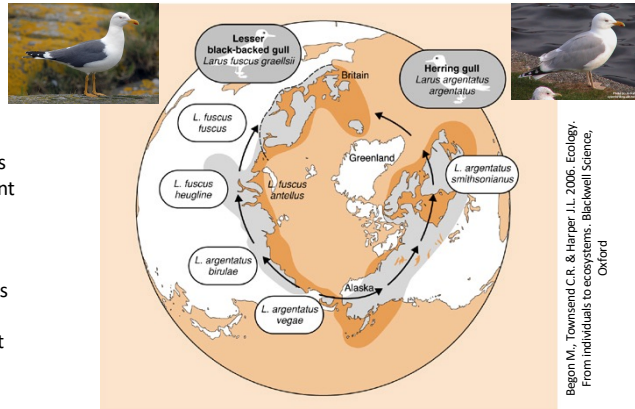 Lesser
black-backed gull
Larus fuscus graellsii
Britain
Herring gull
Larus argentatus
argentatus
L. fuscus
fuscus
Greenland
L. fuscus
heugline
L. fuscus
antellus
L. argentatus
smithsonianus
L. argentatus
birulae
Alaska
L. argentatus
vegae
s
nt
s
t
Begon M., Townsend C.R. & Harper J.L. 2006. Ecology.
From individuals to ecosystems. Blackwell Science,
Oxford